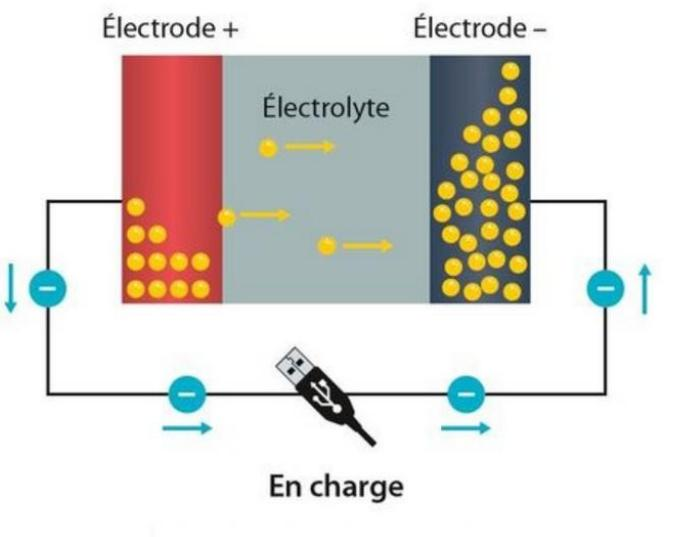 Électrode +
Électrode –
Électrolyte
En charge